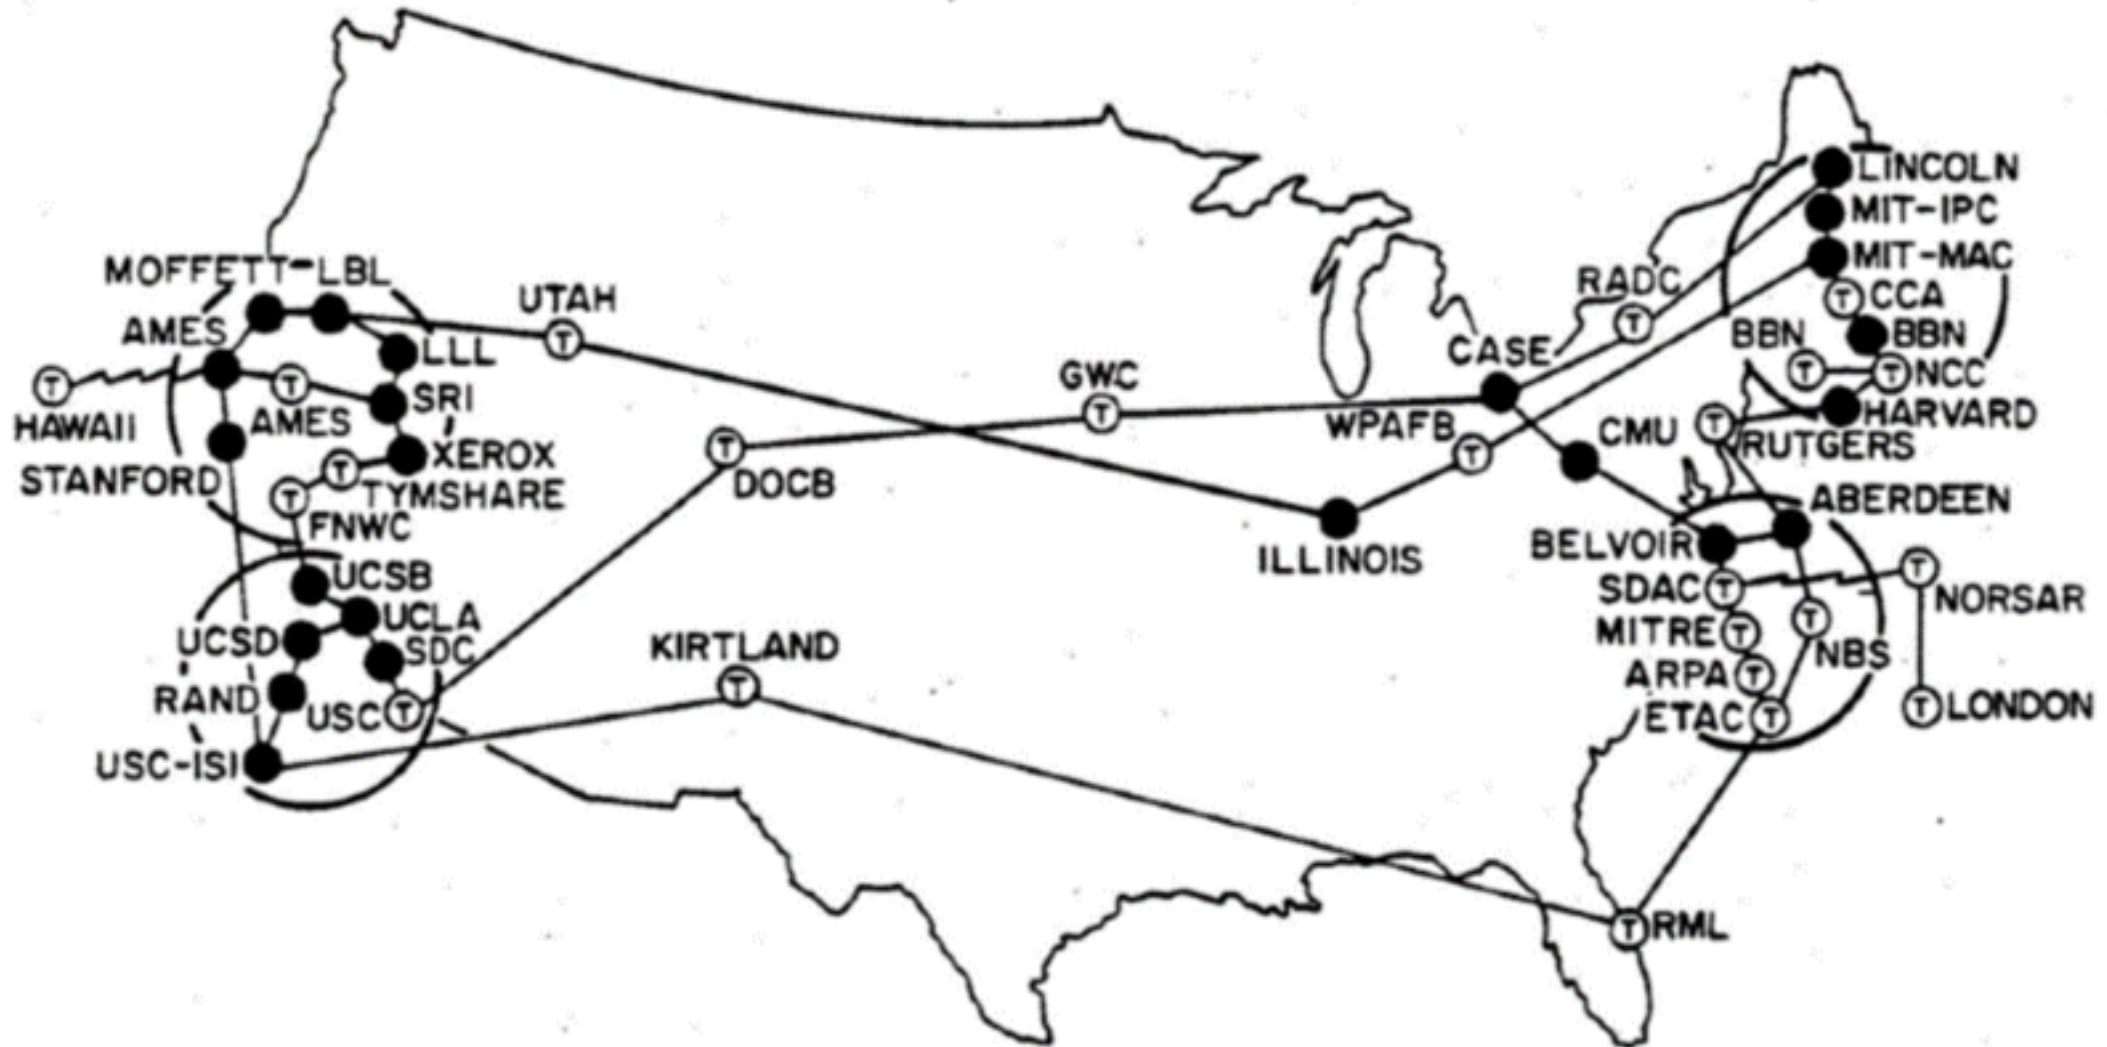 LINCOLN
MIT-IPC
MIT-MAC
MOFFETT
LBL
RADC
UTAH
T
T
CCA
T
AMES
BBN
BBN
LLL
CASE
GWC
T
T
NCC
T
HAWAII
T
AMES
SRI
T
HARVARD
WPAFB
T
CMU
T
RUTGERS
STANFORD
XEROX
T
TYMSHARE
T
FNWC
T
DOCB
ABERDEEN
ILLINOIS
BELVOIR
UCSB
SDAC
T
T
NORSAR
UCLA
UCSD
SDC
KIRTLAND
MITRE
T
T
NBS
RAND
USC
T
T
ARPA
T
ETAC
T
T
LONDON
USC-ISI
T
RML